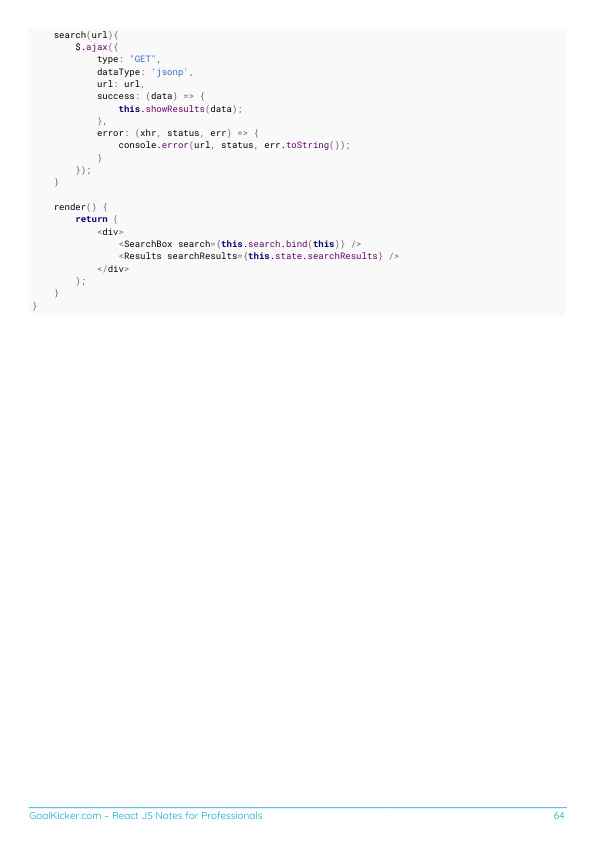 search(url){
$.ajax({
type: "GET",
dataType: 'jsonp',
url: url,
success: (data) => {
this.showResults(data);
},
error: (xhr, status, err) => {
console.error(url, status, err.toString());
}
});
}
render() {
return (
<div>
<SearchBox search={this.search.bind(this)} />
<Results searchResults={this.state.searchResults} />
</div>
);
}
}
GoalKicker.com – React JS Notes for Professionals 64